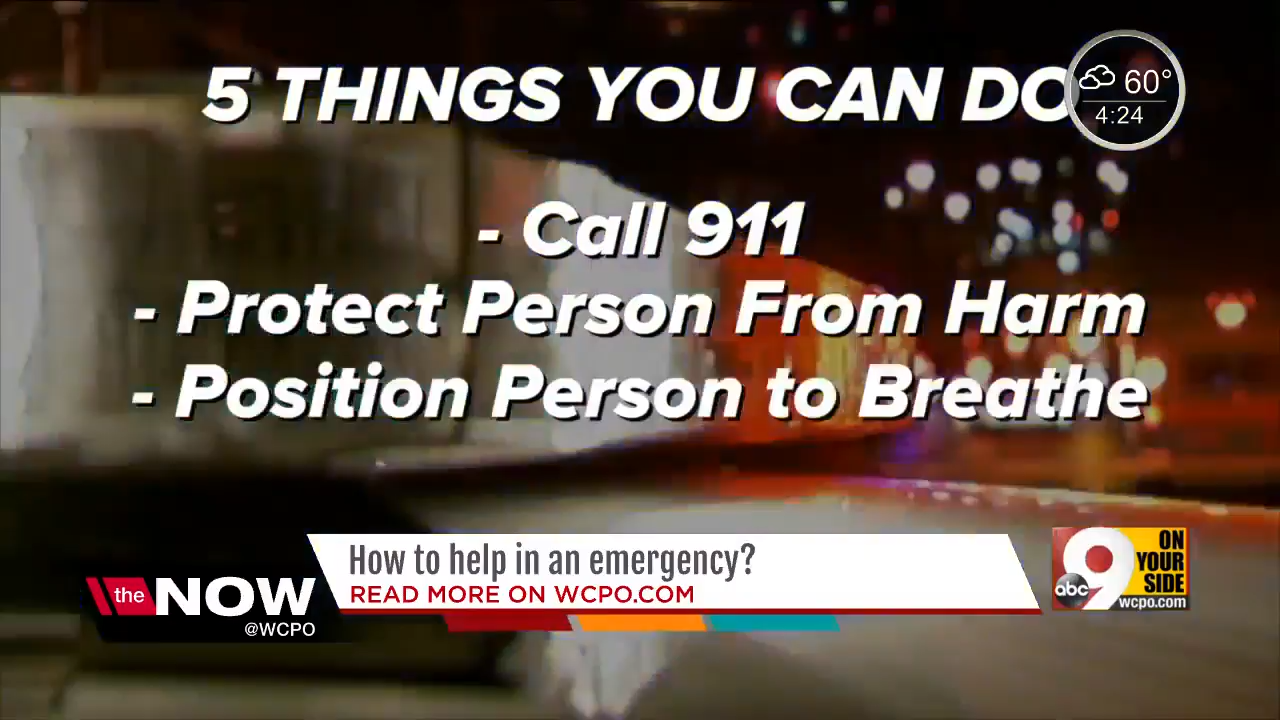 5 THINGS YOU CAN DO
60°
4:24
- Call 911
- Protect Person From Harm
- Position Person to Breathe
How to help in an emergency?
READ MORE ON WCPO.COM
the NOW
@WCPO
abc 9
ON
YOUR
SIDE
wcpo.com